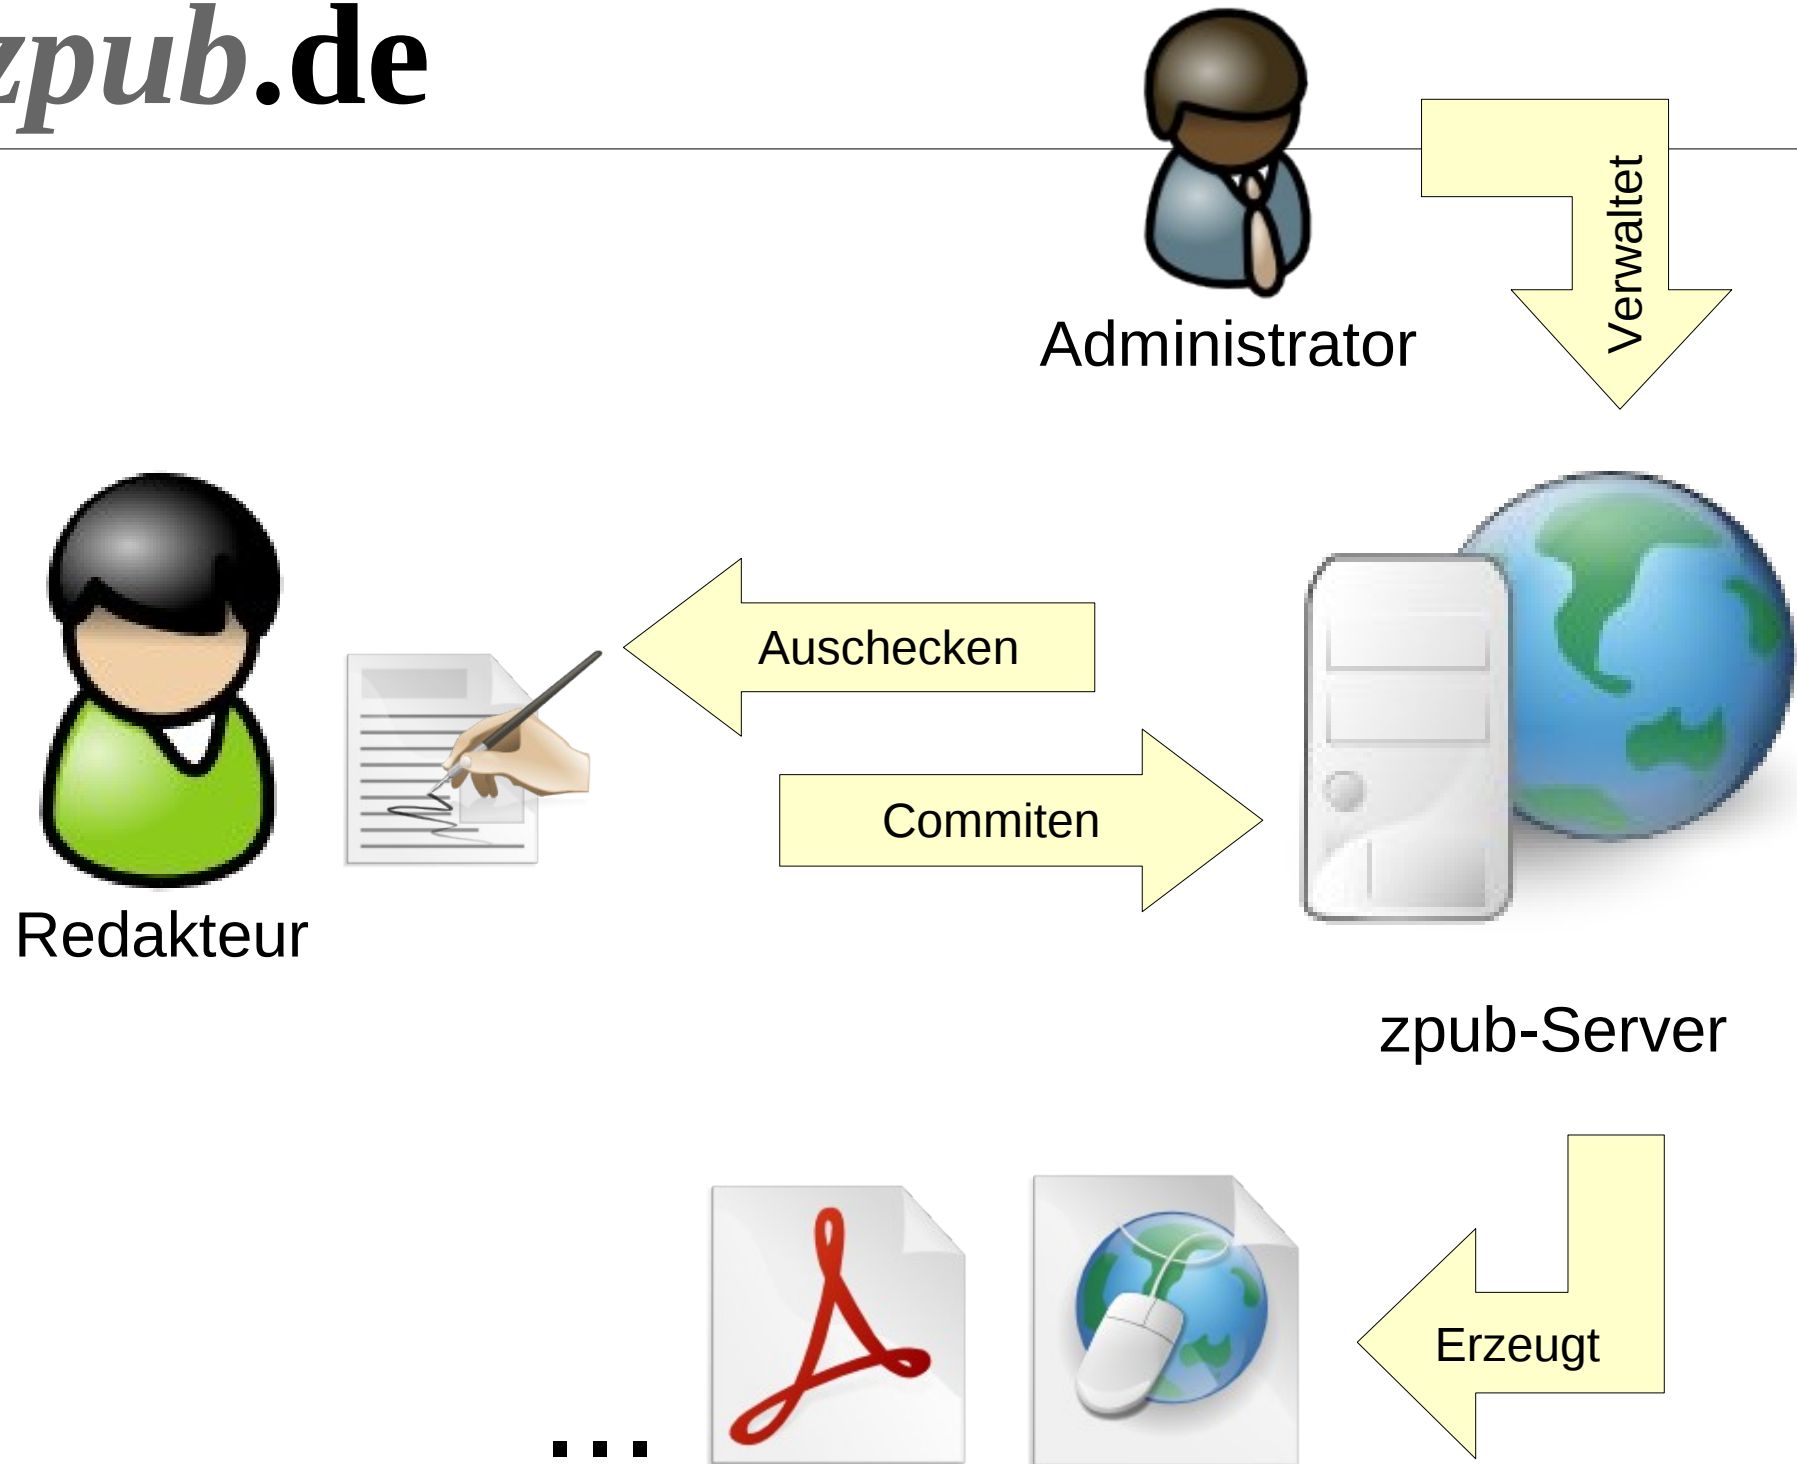 zpub.de
Verwaltet
Administrator
Auschecken
Commiten
Redakteur
zpub-Server
Erzeugt
...